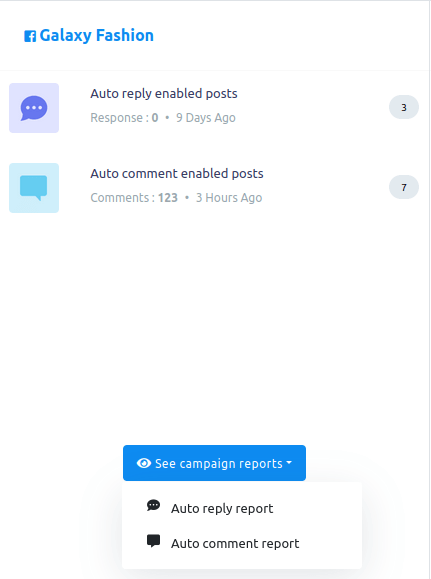 Galaxy Fashion
Auto reply enabled posts
Response : 0 • 9 Days Ago
3
Auto comment enabled posts
Comments : 123 • 3 Hours Ago
7
See campaign reports
Auto reply report
Auto comment report